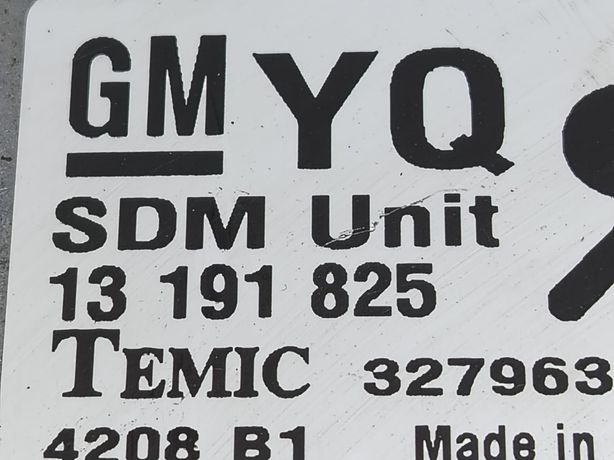 GM YQ
SDM Unit
13 191 825
TEMIC 327963
4208 B1 Made in